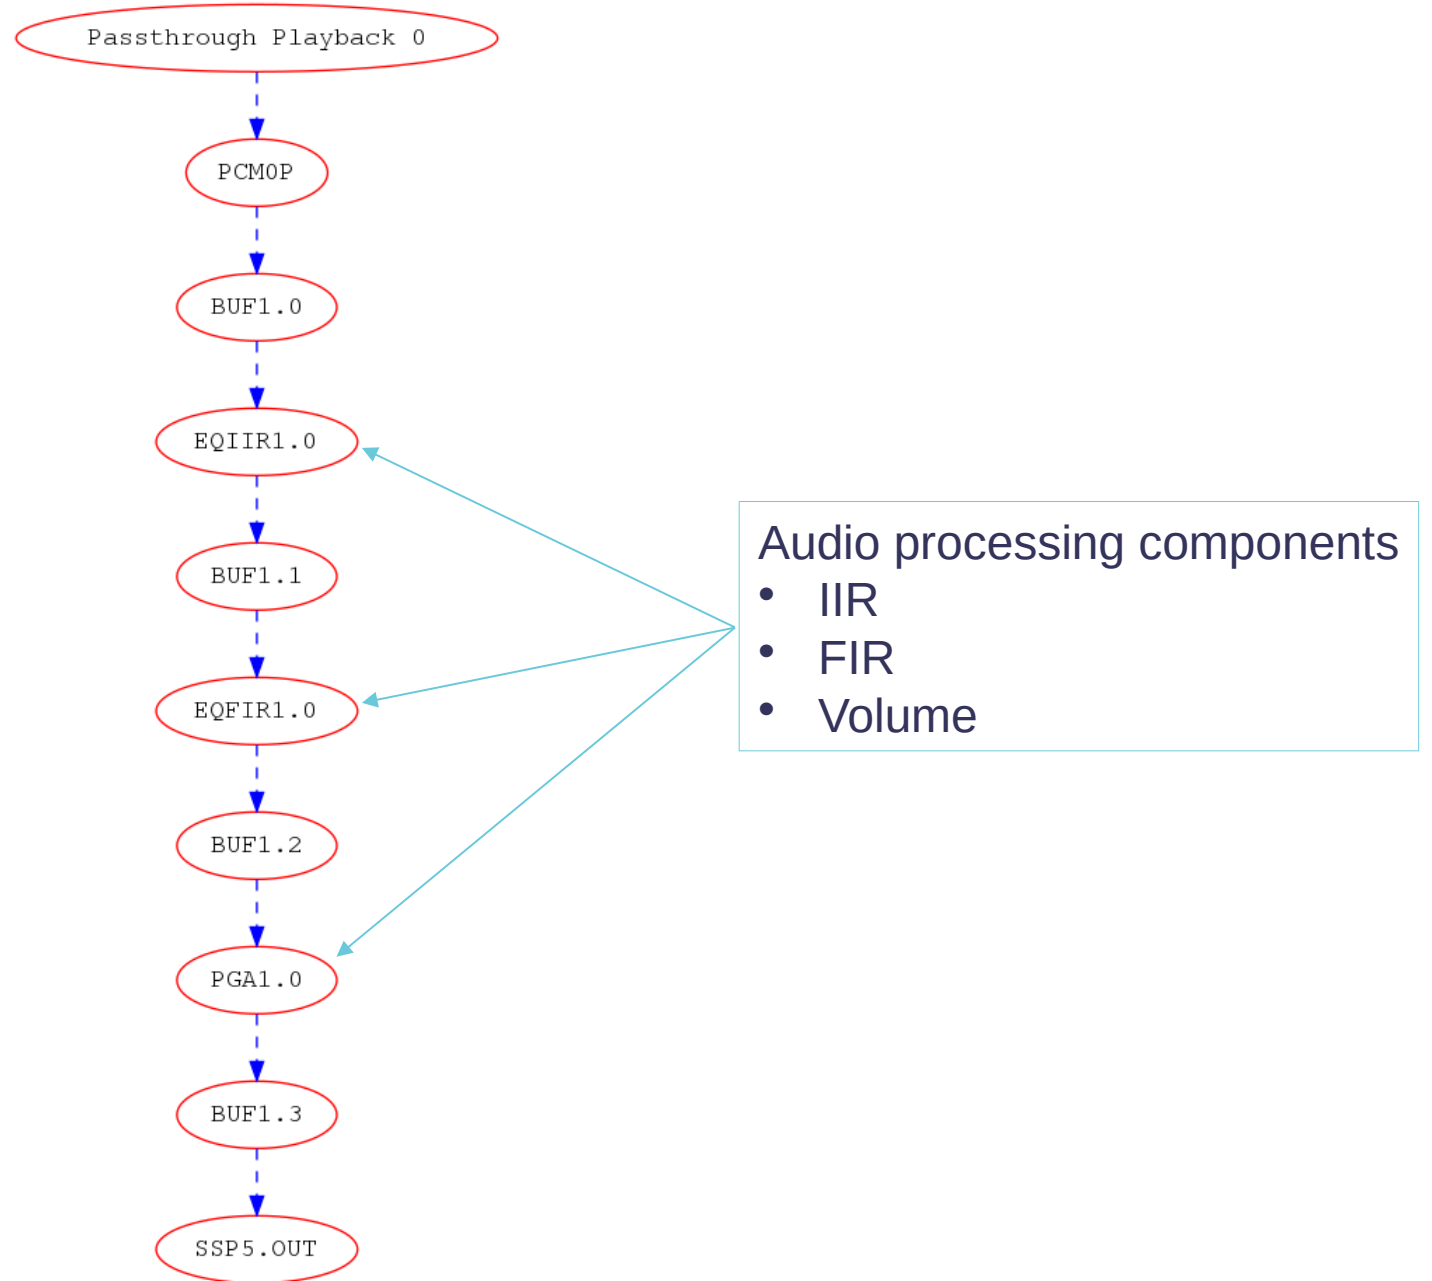 Passthrough Playback 0
PCM0P
BUF1.0
EQIIR1.0
BUF1.1
EQFIR1.0
BUF1.2
PGA1.0
BUF1.3
SSP5.OUT
Audio processing components
• IIR
• FIR
• Volume